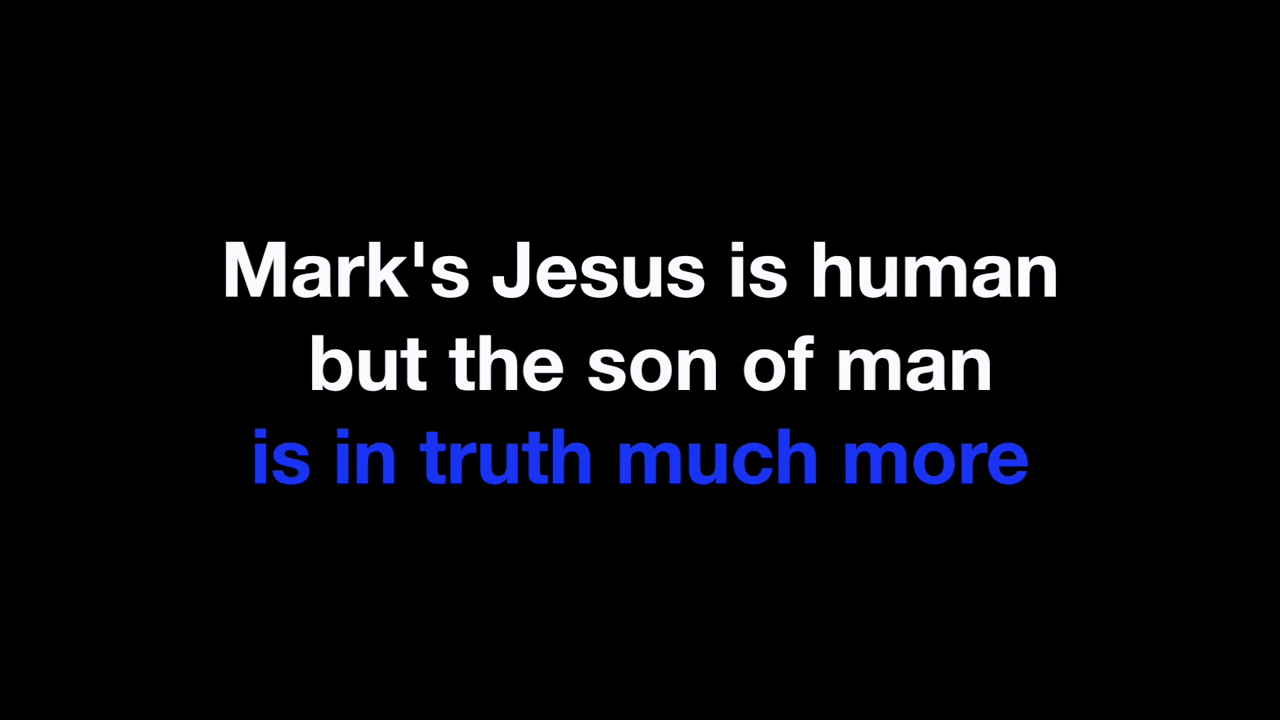 Mark's Jesus is human
but the son of man
is in truth much more